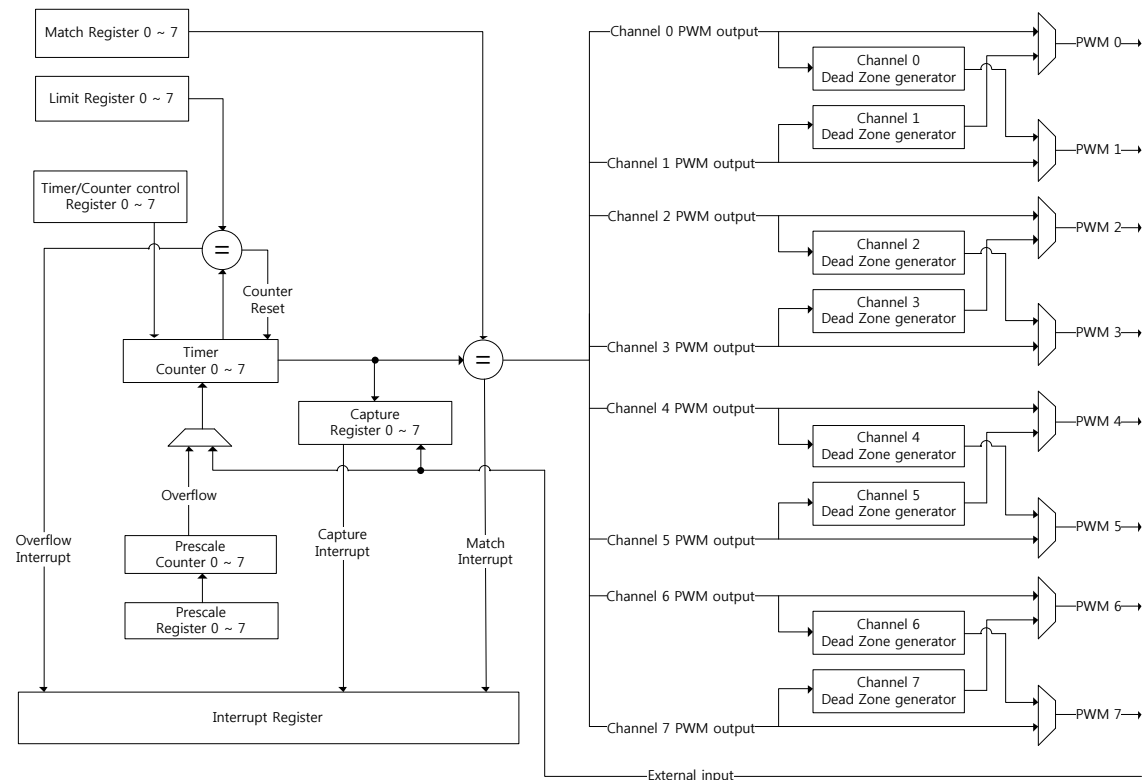 Match Register 0 ~ 7
Limit Register 0 ~ 7
Timer/Counter control
Register 0 ~ 7
=
Counter
Reset
Timer
Counter 0 ~ 7
=
Capture
Register 0 ~ 7
Overflow
Overflow
Interrupt
Capture
Interrupt
Match
Interrupt
Prescale
Counter 0 ~ 7
Prescale
Register 0 ~ 7
Interrupt Register
Channel 0 PWM output
Channel 0
Dead Zone generator
PWM 0
Channel 1
Dead Zone generator
Channel 1 PWM output
PWM 1
Channel 2 PWM output
Channel 2
Dead Zone generator
PWM 2
Channel 3
Dead Zone generator
Channel 3 PWM output
PWM 3
Channel 4 PWM output
Channel 4
Dead Zone generator
PWM 4
Channel 5
Dead Zone generator
Channel 5 PWM output
PWM 5
Channel 6 PWM output
Channel 6
Dead Zone generator
PWM 6
Channel 7
Dead Zone generator
Channel 7 PWM output
PWM 7
External input